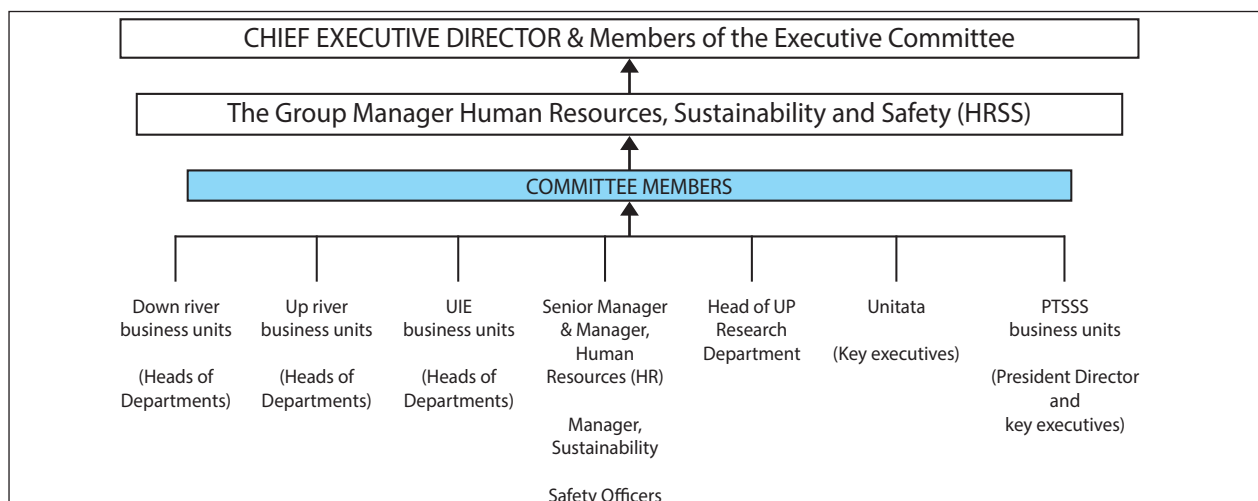 CHIEF EXECUTIVE DIRECTOR & Members of the Executive Committee
The Group Manager Human Resources, Sustainability and Safety (HRSS)
COMMITTEE MEMBERS
Down river
business units
(Heads of
Departments)
Up river
business units
(Heads of
Departments)
UIE
business units
(Heads of
Departments)
Senior Manager
& Manager,
Human
Resources (HR)
Manager,
Sustainability
Safety Officers
Head of UP
Research
Department
Unitata
(Key executives)
PTSSS
business units
(President Director
and
key executives)